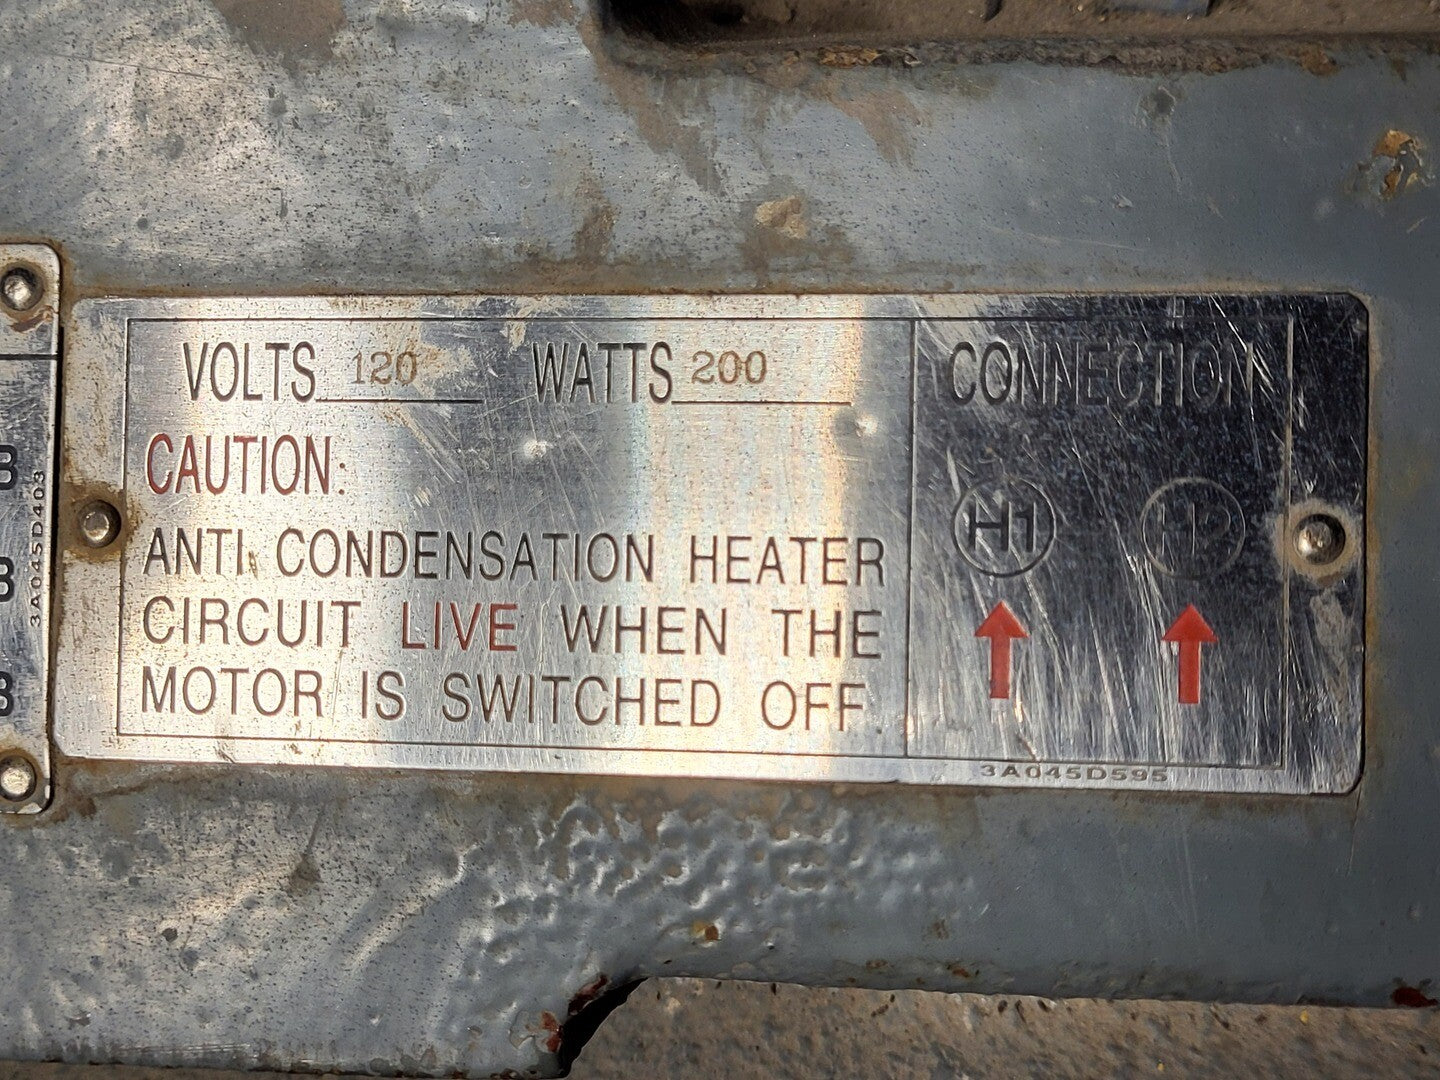 VOLTS 120 WATTS 200
CAUTION:
ANTI CONDENSATION HEATER
CIRCUIT LIVE WHEN THE
MOTOR IS SWITCHED OFF
CONNECTION
H1
3A045D595
3A045D403
B
B
B